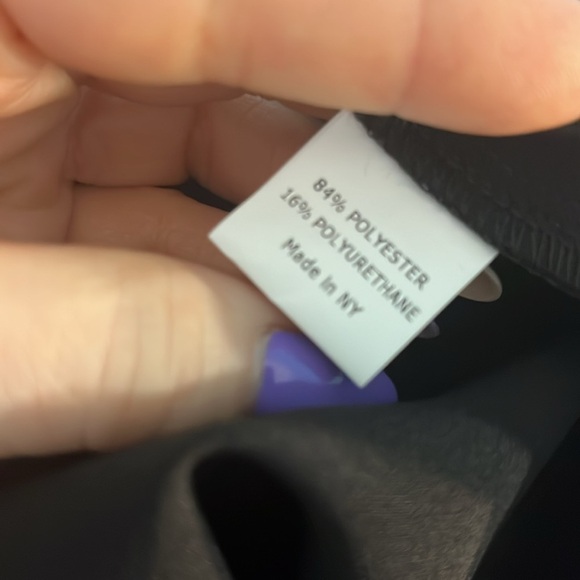 84% POLYESTER
16% POLYURETHANE
Made in NY